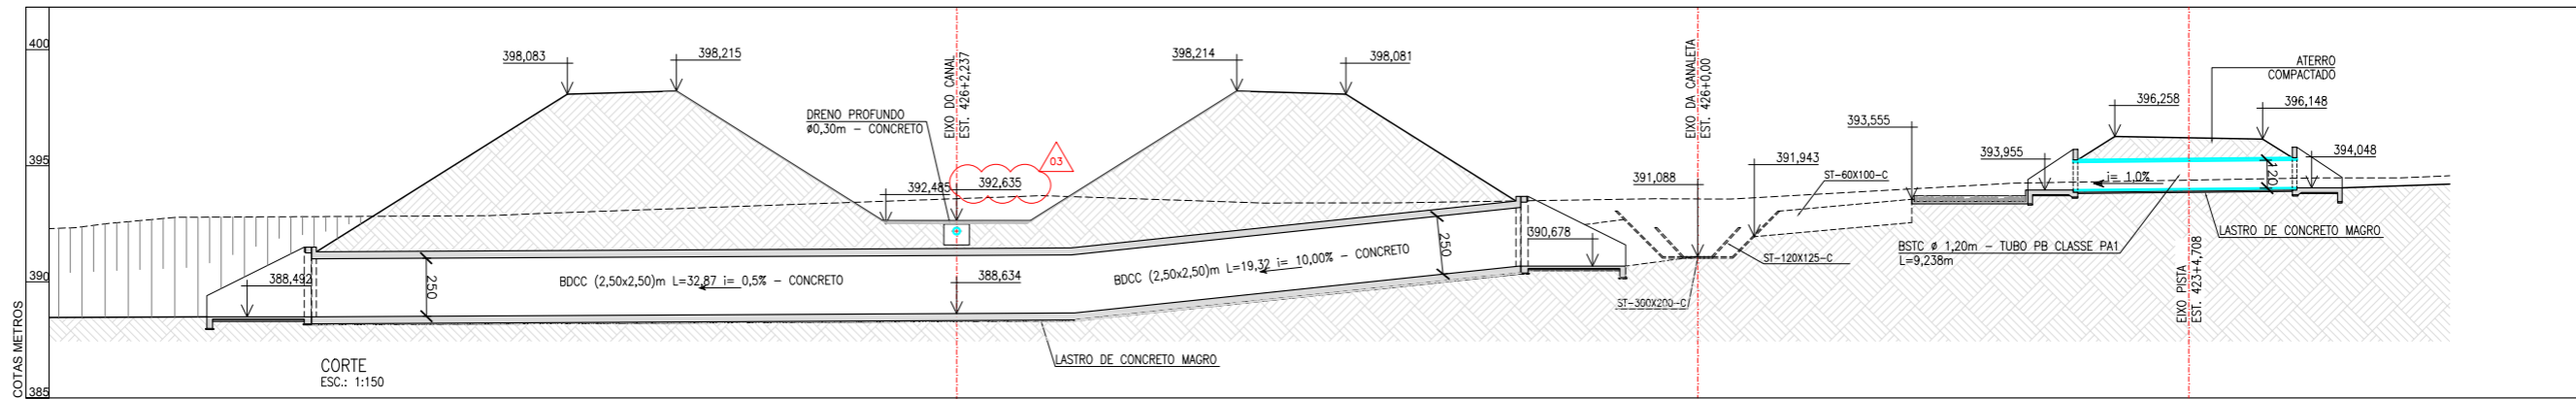 400
395
390
385
COTAS METROS
398,083
398,215
EIXO DO CANAL
EST. 426+2,237
DRENO PROFUNDO
ø0,30m - CONCRETO
03
392,485
392,635
398,214
398,081
EIXO DA CANALETA
EST. 426+0,00
391,088
391,943
393,555
ST-60X100-C
393,955
396,258
396,148
ATERRO
COMPACTADO
394,048
i= 1,0%
120
LASTRO DE CONCRETO MAGRO
BSTC ø 1,20m - TUBO PB CLASSE PA1
L=9,238m
EIXO PISTA
EST. 423+4,708
ST-120X125-C
ST-300X200-C
390,678
250
BDCC (2,50x2,50)m L=19,32 i= 10,00% - CONCRETO
388,634
BDCC (2,50x2,50)m L=32,87 i= 0,5% - CONCRETO
250
388,492
LASTRO DE CONCRETO MAGRO
CORTE
ESC.: 1:150